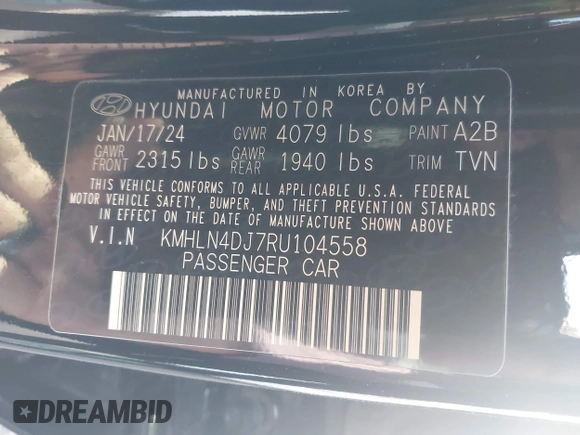 MANUFACTURED IN KOREA BY
HYUNDAI MOTOR COMPANY
JAN/17/24 GVWR 4079 lbs PAINT A2B
GAWR FRONT 2315 lbs GAWR REAR 1940 lbs TRIM TVN
THIS VEHICLE CONFORMS TO ALL APPLICABLE U.S.A. FEDERAL
MOTOR VEHICLE SAFETY, BUMPER, AND THEFT PREVENTION STANDARDS
IN EFFECT ON THE DATE OF MANUFACTURE SHOWN ABOVE
V.I.N KMHLN4DJ7RU104558
PASSENGER CAR
DREAMBID